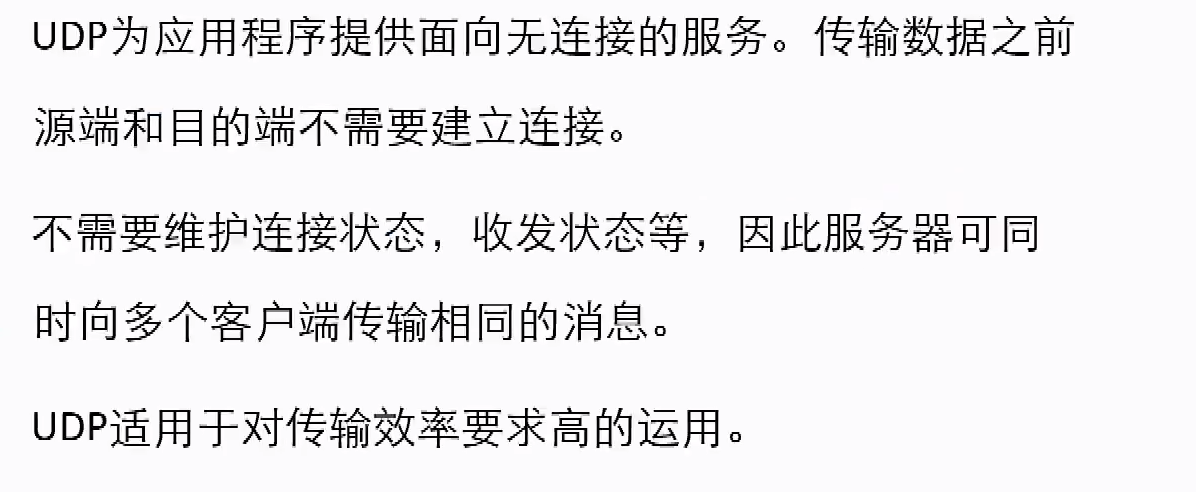 UDP为应用程序提供面向无连接的服务。传输数据之前
源端和目的端不需要建立连接。
不需要维护连接状态，收发状态等，因此服务器可同
时向多个客户端传输相同的消息。
UDP适用于对传输效率要求高的运用。